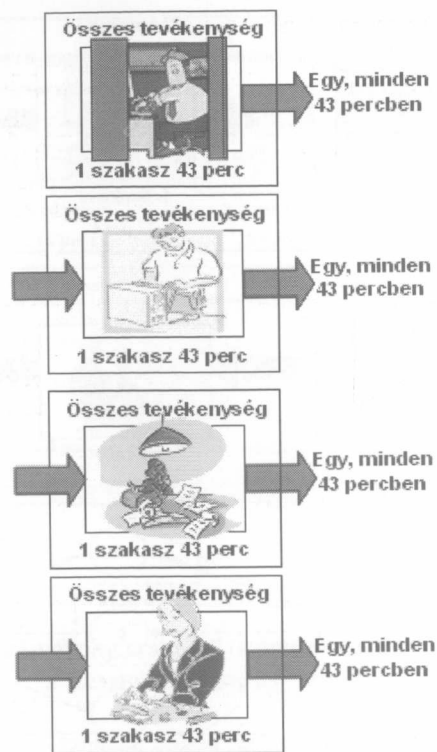 Összes tevékenység
Egy, minden
43 percben
1 szakasz 43 perc
Összes tevékenység
Egy, minden
43 percben
1 szakasz 43 perc
Összes tevékenység
Egy, minden
43 percben
1 szakasz 43 perc
Összes tevékenység
Egy, minden
43 percben
1 szakasz 43 perc